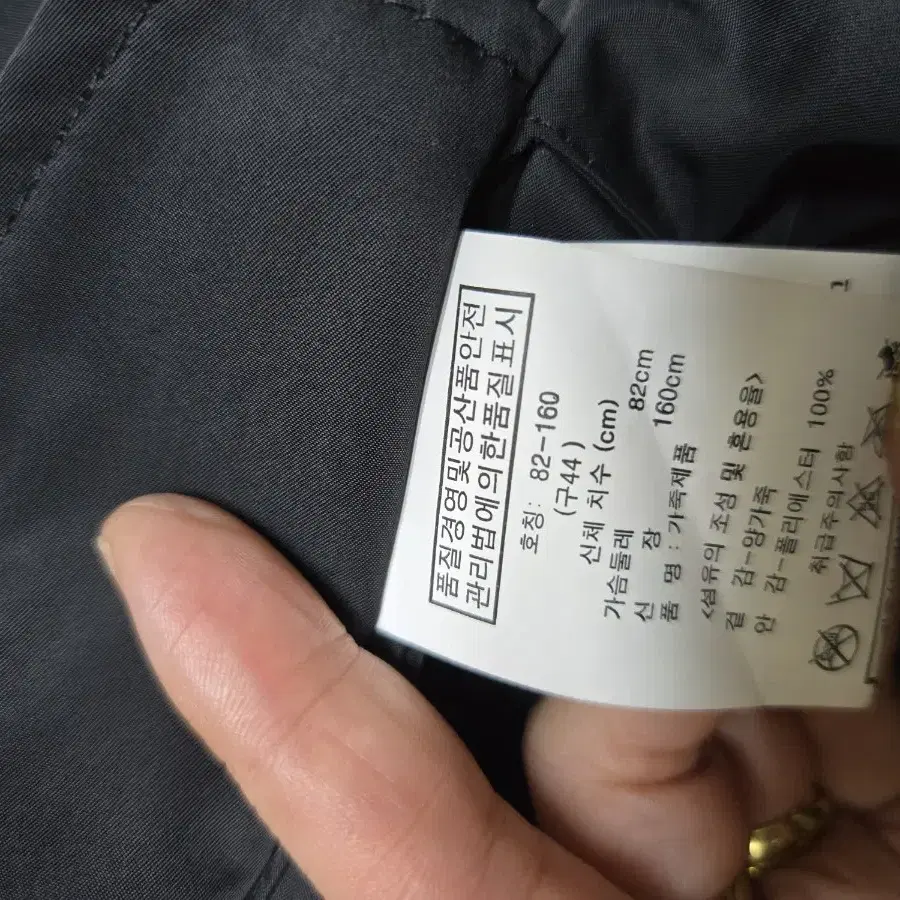 품질경영및공산품안전
관리법에의한품질표시
호칭: 82-160
(구44)
신체 치수 (cm)
가슴둘레 82cm
신 장 160cm
품 명 : 가죽제품
<섬유의 조성 및 혼용율>
겉 감-양가죽
안 감-폴리에스터 100%
취급주의사항
1